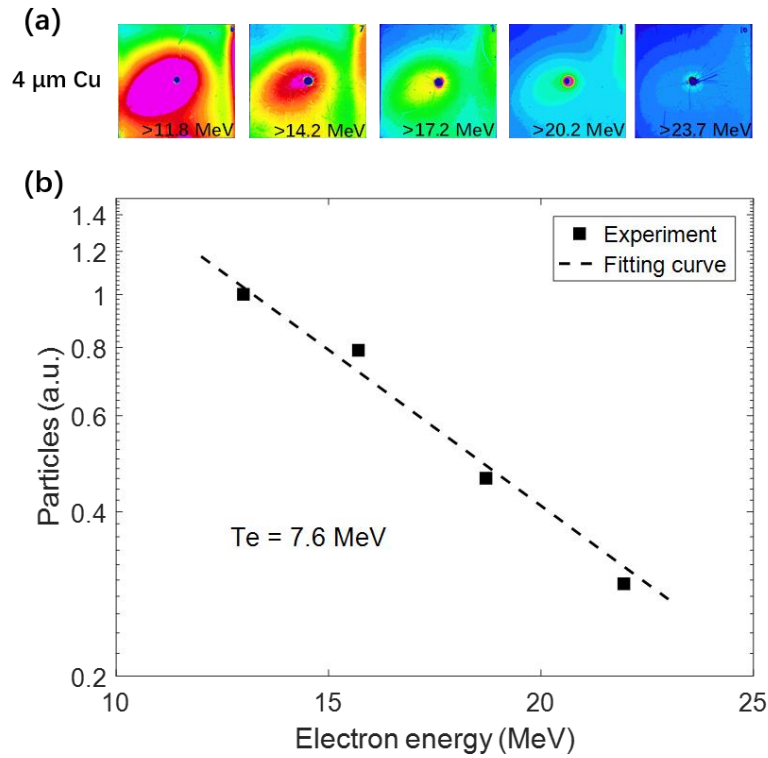 (a)
4 μm Cu
>11.8 MeV
>14.2 MeV
>17.2 MeV
>20.2 MeV
>23.7 MeV
(b)
1.4
1.2
1
0.8
0.6
0.4
0.2
Particles (a.u.)
Experiment
Fitting curve
Te = 7.6 MeV
10
15
20
25
Electron energy (MeV)